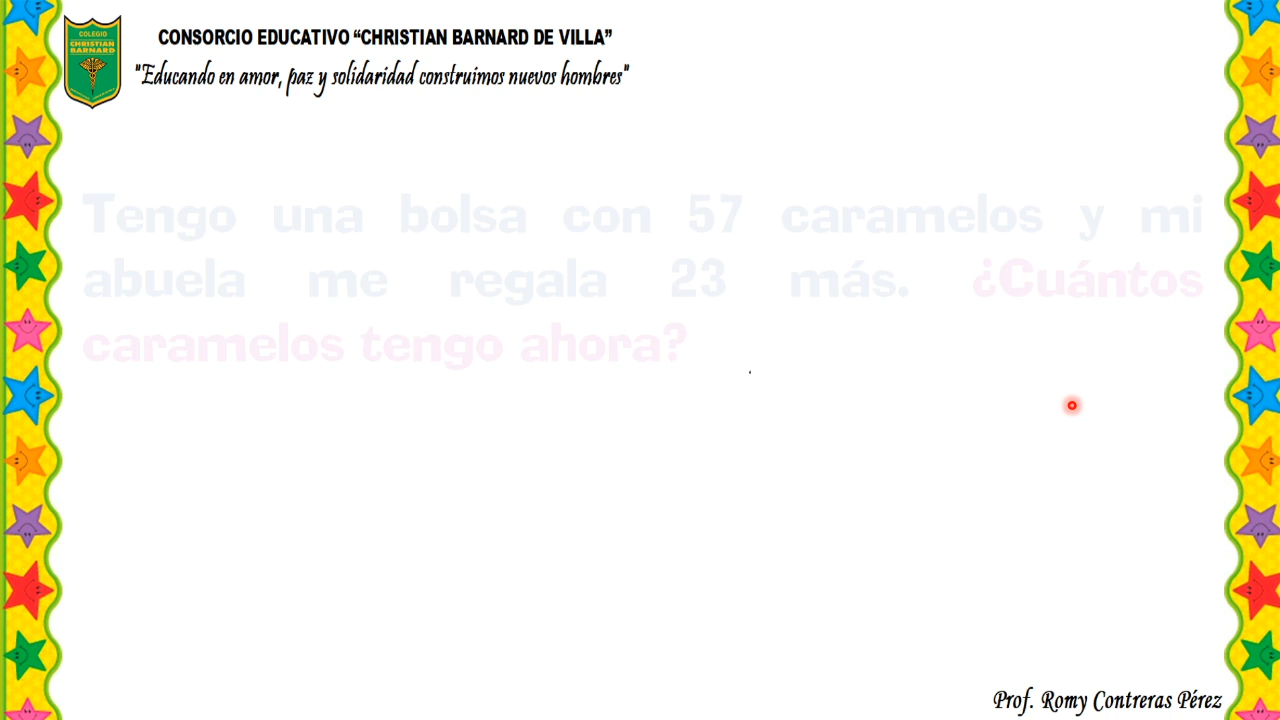 COLEGIO
CHRISTIAN
BARNARD
CONSORCIO EDUCATIVO “CHRISTIAN BARNARD DE VILLA”
"Educando en amor, paz y solidaridad construimos nuevos hombres"
Tengo una bolsa con 57 caramelos y mi
abuela me regala 23 más. ¿Cuántos
caramelos tengo ahora?
Prof. Romy Contreras Pérez